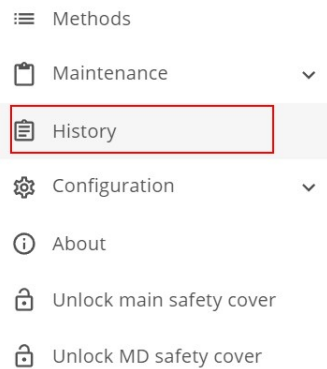 Methods
Maintenance
History
Configuration
About
Unlock main safety cover
Unlock MD safety cover